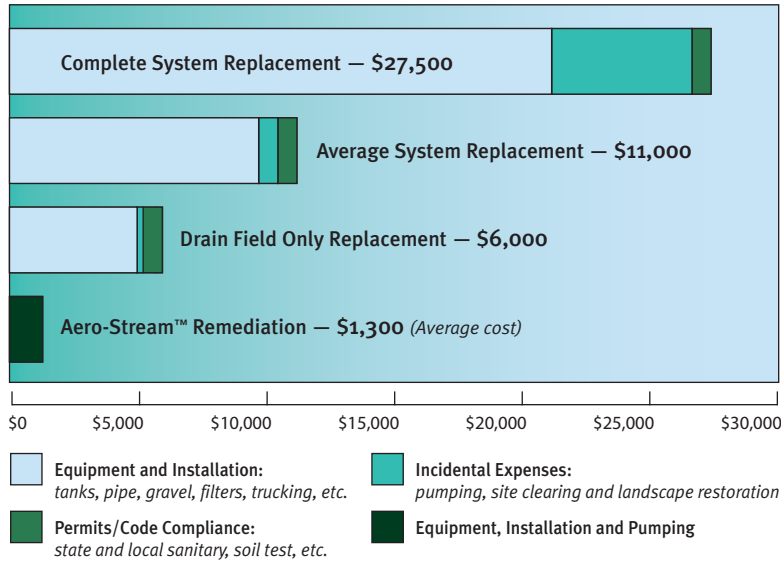 Complete System Replacement — $27,500
Average System Replacement — $11,000
Drain Field Only Replacement — $6,000
Aero-Stream™ Remediation — $1,300 (Average cost)
$0 $5,000 $10,000 $15,000 $20,000 $25,000 $30,000
Equipment and Installation:
tanks, pipe, gravel, filters, trucking, etc.
Incidental Expenses:
pumping, site clearing and landscape restoration
Permits/Code Compliance:
state and local sanitary, soil test, etc.
Equipment, Installation and Pumping